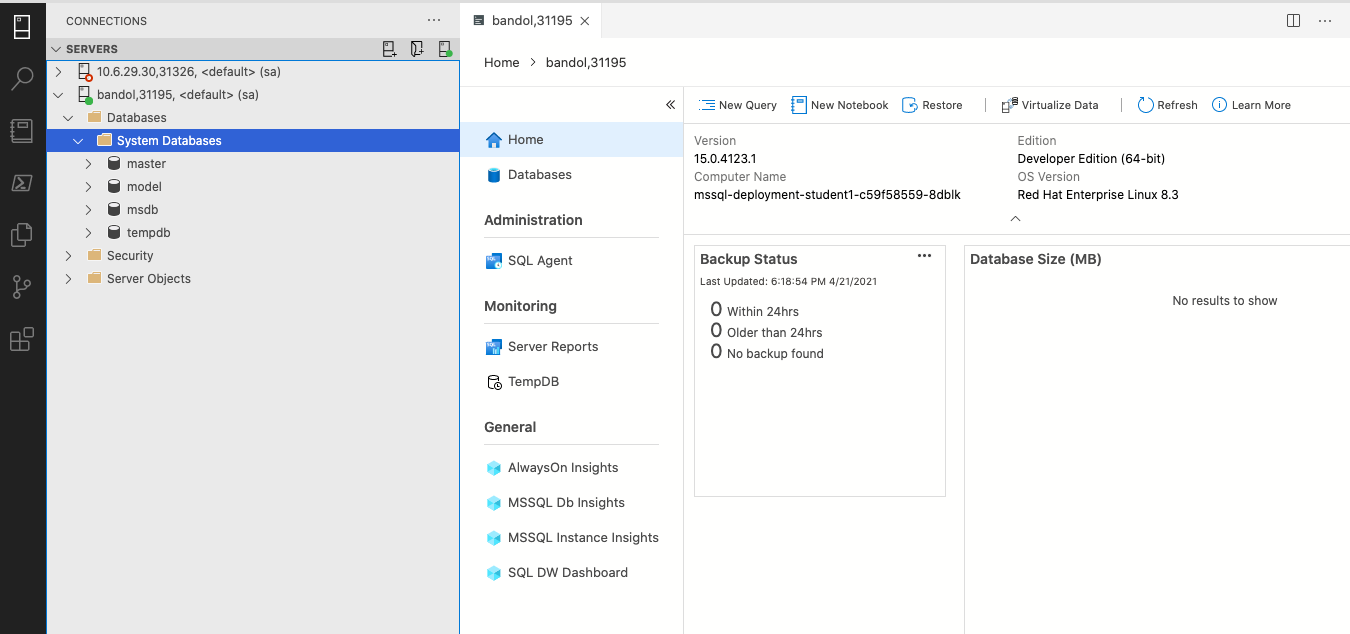 CONNECTIONS
SERVERS
10.6.29.30,31326, <default> (sa)
bandol,31195, <default> (sa)
Databases
System Databases
master
model
msdb
tempdb
Security
Server Objects
bandol,31195
Home > bandol,31195
Home
Databases
Administration
SQL Agent
Monitoring
Server Reports
TempDB
General
AlwaysOn Insights
MSSQL Db Insights
MSSQL Instance Insights
SQL DW Dashboard
New Query New Notebook Restore | Virtualize Data | Refresh Learn More
Version
15.0.4123.1
Computer Name
mssql-deployment-student1-c59f58559-8dblk
Edition
Developer Edition (64-bit)
OS Version
Red Hat Enterprise Linux 8.3
Backup Status
Last Updated: 6:18:54 PM 4/21/2021
0 Within 24hrs
0 Older than 24hrs
0 No backup found
Database Size (MB)
No results to show